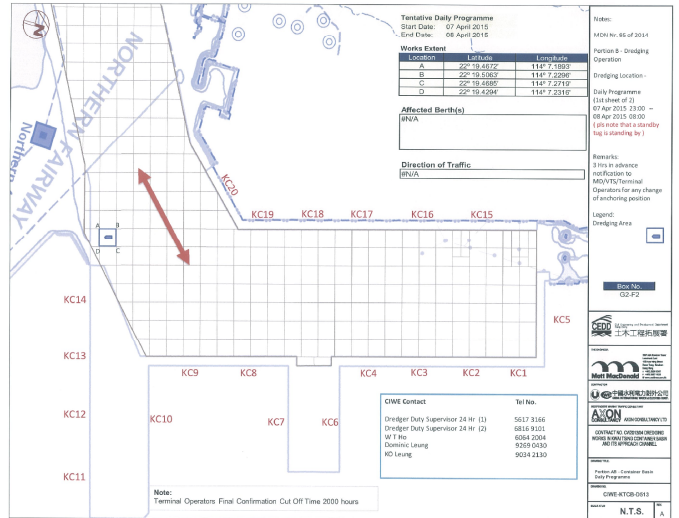 NORTHERN FAIRWAY
Northern
Tentative Daily Programme
Start Date: 07 April 2015
End Date: 08 April 2015
Works Extent
Location Latitude Longitude
A 22° 19.4672' 114° 7.1893'
B 22° 19.5063' 114° 7.2296'
C 22° 19.4685' 114° 7.2719'
D 22° 19.4294' 114° 7.2316'
Affected Berth(s)
#N/A
Direction of Traffic
#N/A
KC20
KC19 KC18 KC17 KC16 KC15
A B
D C
KC14
KC13
KC12
KC11
KC10
KC9 KC8 KC7 KC6 KC4 KC3 KC2 KC1
KC5
CIWE Contact Tel No.
Dredger Duty Supervisor 24 Hr (1) 5617 3166
Dredger Duty Supervisor 24 Hr (2) 6816 9101
W T Ho 6064 2004
Dominic Leung 9269 0430
KO Leung 9034 2130
Note:
Terminal Operators Final Confirmation Cut Off Time 2000 hours
Notes:
MDN Nr. 65 of 2014
Portion B - Dredging
Operation
Dredging Location -
Daily Programme
(1st sheet of 2)
07 Apr 2015 23:00 ~
08 Apr 2015 08:00
( pls note that a standby
tug is standing by )
Remarks:
3 Hrs in advance
notification to
MD/VTS/Terminal
Operators for any change
of anchoring position
Legend:
Dredging Area
Box No.
G2-F2
CEDD
土木工程拓展署
Mott MacDonald
中國水利電力對外公司
AXON
CONSULTANCY AXON CONSULTANCY LTD
CONTRACT NO. CV/2013/04 DREDGING
WORKS IN KWAI TSING CONTAINER BASIN
AND ITS APPROACH CHANNEL
Portion AB - Container Basin
Daily Programme
CIWE-KTCB-D613
N.T.S. A